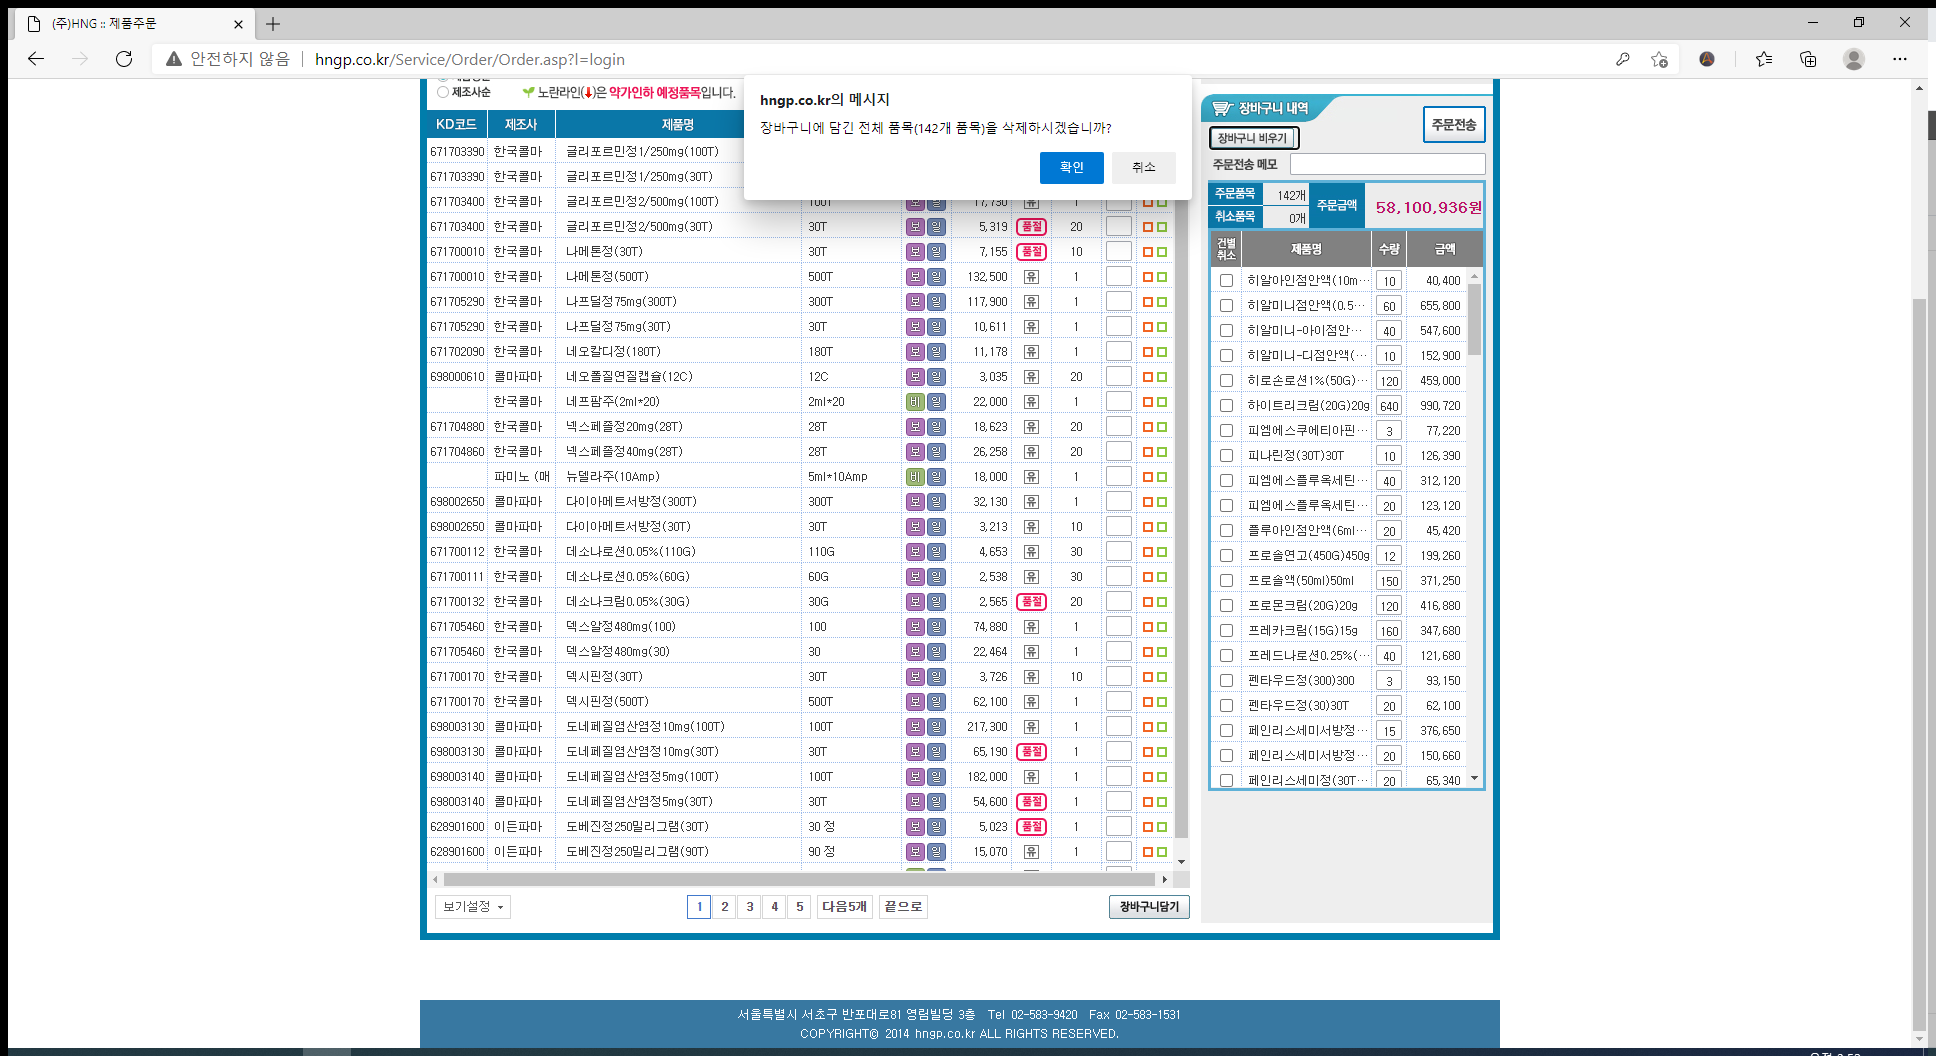 (주)HNG :: 제품주문
안전하지 않음 hngp.co.kr/Service/Order/Order.asp?l=login
hngp.co.kr의 메시지
장바구니에 담긴 전체 품목(142개 품목)을 삭제하시겠습니까?
확인 취소
제조사순 노란라인(↓)은 약가인하 예정품목입니다.
KD코드 제조사 제품명
671703390 한국콜마 글리포르민정1/250mg(100T)
671703390 한국콜마 글리포르민정1/250mg(30T)
671703400 한국콜마 글리포르민정2/500mg(100T) 100T 보 일 17,730 유 1
671703400 한국콜마 글리포르민정2/500mg(30T) 30T 보 일 5,319 품절 20
671700010 한국콜마 나메톤정(30T) 30T 보 일 7,155 품절 10
671700010 한국콜마 나메톤정(500T) 500T 보 일 132,500 유 1
671705290 한국콜마 나프딜정75mg(300T) 300T 보 일 117,900 유 1
671705290 한국콜마 나프딜정75mg(30T) 30T 보 일 10,611 유 1
671702090 한국콜마 네오칼디정(180T) 180T 보 일 11,178 유 1
698000610 콜마파마 네오폴질연질캡슐(12C) 12C 보 일 3,035 유 20
한국콜마 네프팜주(2ml*20) 2ml*20 비 일 22,000 유 1
671704880 한국콜마 넥스페졸정20mg(28T) 28T 보 일 18,623 유 20
671704860 한국콜마 넥스페졸정40mg(28T) 28T 보 일 26,258 유 20
파미노 (매 뉴델라주(10Amp) 5ml*10Amp 비 일 18,000 유 1
698002650 콜마파마 다이아메트서방정(300T) 300T 보 일 32,130 유 1
698002650 콜마파마 다이아메트서방정(30T) 30T 보 일 3,213 유 10
671700112 한국콜마 데소나로션0.05%(110G) 110G 보 일 4,653 유 30
671700111 한국콜마 데소나로션0.05%(60G) 60G 보 일 2,538 유 30
671700132 한국콜마 데소나크림0.05%(30G) 30G 보 일 2,565 품절 20
671705460 한국콜마 덱스알정480mg(100) 100 보 일 74,880 유 1
671705460 한국콜마 덱스알정480mg(30) 30 보 일 22,464 유 1
671700170 한국콜마 덱시핀정(30T) 30T 보 일 3,726 유 10
671700170 한국콜마 덱시핀정(500T) 500T 보 일 62,100 유 1
698003130 콜마파마 도네페질염산염정10mg(100T) 100T 보 일 217,300 유 1
698003130 콜마파마 도네페질염산염정10mg(30T) 30T 보 일 65,190 품절 1
698003140 콜마파마 도네페질염산염정5mg(100T) 100T 보 일 182,000 유 1
698003140 콜마파마 도네페질염산염정5mg(30T) 30T 보 일 54,600 품절 1
628901600 이든파마 도베진정250밀리그램(30T) 30 정 보 일 5,023 품절 1
628901600 이든파마 도베진정250밀리그램(90T) 90 정 보 일 15,070 유 1
보기설정 1 2 3 4 5 다음5개 끝으로 장바구니담기
장바구니 내역
장바구니 비우기 주문전송
주문전송 메모
주문품목 142개 주문금액 58,100,936원
취소품목 0개
건별취소 제품명 수량 금액
히알아인점안액(10m··· 10 40,400
히알미니점안액(0.5··· 60 655,800
히알미니-아이점안··· 40 547,600
히알미니-디점안액(··· 10 152,900
히로손로션1%(50G)··· 120 459,000
하이트리크림(20G)20g 640 990,720
피엠에스쿠에티아핀··· 3 77,220
피나린정(30T)30T 10 126,390
피엠에스플루옥세틴··· 40 312,120
피엠에스플루옥세틴··· 20 123,120
플루아인점안액(6ml··· 20 45,420
프로솔연고(450G)450g 12 199,260
프로솔액(50ml)50ml 150 371,250
프로몬크림(20G)20g 120 416,880
프레카크림(15G)15g 160 347,680
프레드나로션0.25%(··· 40 121,680
펜타우드정(300)300 3 93,150
펜타우드정(30)30T 20 62,100
페인리스세미서방정··· 15 376,650
페인리스세미서방정··· 20 150,660
페인리스세미정(30T··· 20 65,340
서울특별시 서초구 반포대로81 영림빌딩 3층 Tel 02-583-9420 Fax 02-583-1531
COPYRIGHT© 2014 hngp.co.kr ALL RIGHTS RESERVED.